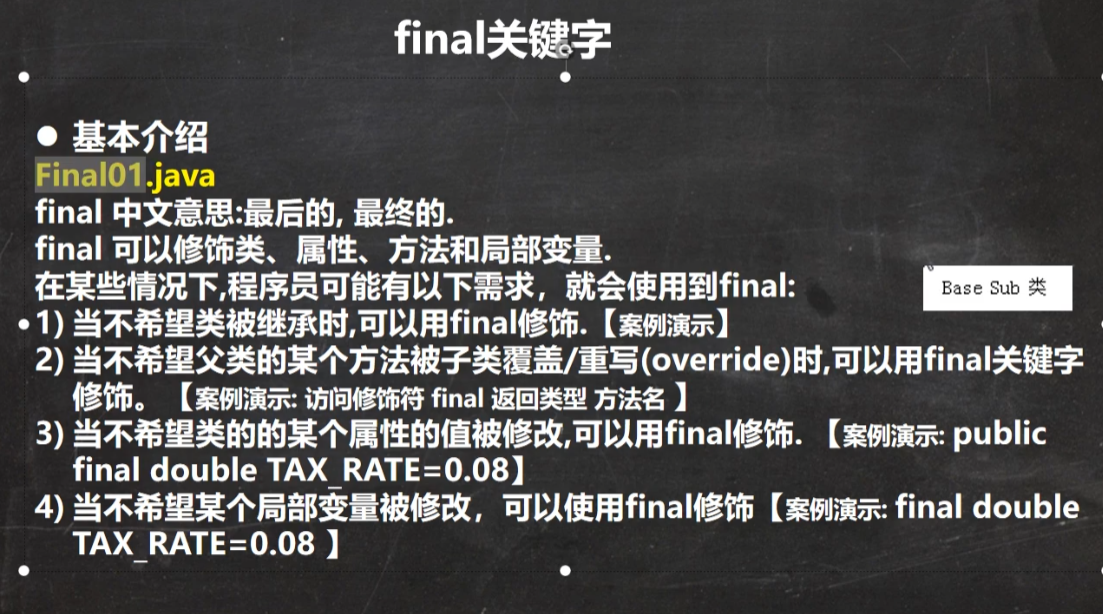 final关键字
● 基本介绍
Final01.java
final 中文意思:最后的, 最终的.
final 可以修饰类、属性、方法和局部变量.
在某些情况下,程序员可能有以下需求，就会使用到final:
Base Sub 类
1) 当不希望类被继承时,可以用final修饰.【案例演示】
2) 当不希望父类的某个方法被子类覆盖/重写(override)时,可以用final关键字
修饰。【案例演示: 访问修饰符 final 返回类型 方法名 】
3) 当不希望类的的某个属性的值被修改,可以用final修饰. 【案例演示: public
final double TAX_RATE=0.08】
4) 当不希望某个局部变量被修改，可以使用final修饰【案例演示: final double
TAX_RATE=0.08 】